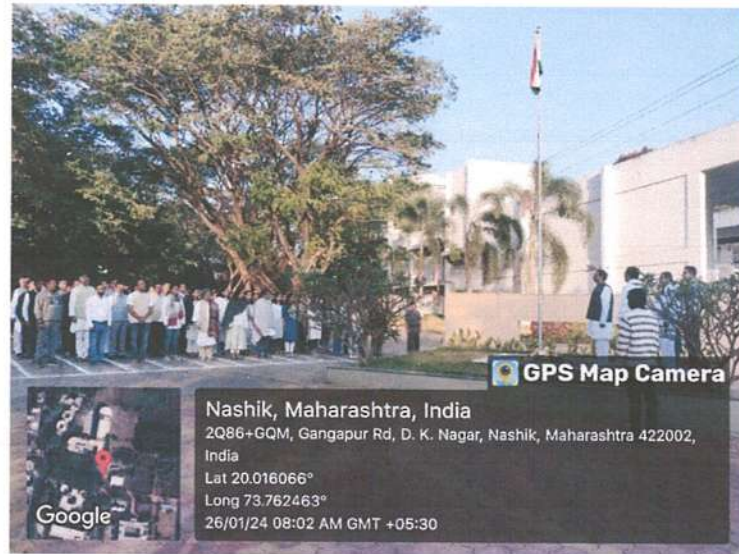 GPS Map Camera
Nashik, Maharashtra, India
2Q86+GQM, Gangapur Rd, D. K. Nagar, Nashik, Maharashtra 422002,
India
Lat 20.016066°
Long 73.762463°
26/01/24 08:02 AM GMT +05:30
Google